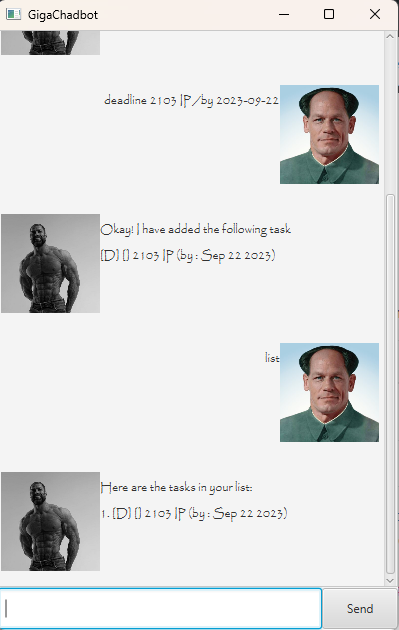 GigaChadbot
deadline 2103 IP /by 2023-09-22
Okay! I have added the following task
[D] [] 2103 IP (by : Sep 22 2023)
list
Here are the tasks in your list:
1. [D] [] 2103 IP (by : Sep 22 2023)
Send